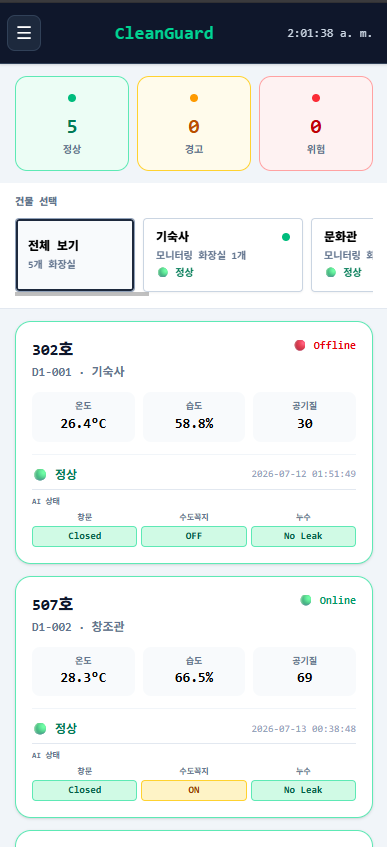 CleanGuard
2:01:38 a. m.
5
정상
0
경고
0
위험
건물 선택
전체 보기
5개 화장실
기숙사
모니터링 화장실 1개
정상
문화관
모니터링 화
정상
302호
Offline
D1-001 · 기숙사
온도
26.4°C
습도
58.8%
공기질
30
정상
2026-07-12 01:51:49
AI 상태
창문
Closed
수도꼭지
OFF
누수
No Leak
507호
Online
D1-002 · 창조관
온도
28.3°C
습도
66.5%
공기질
69
정상
2026-07-13 00:38:48
AI 상태
창문
Closed
수도꼭지
ON
누수
No Leak